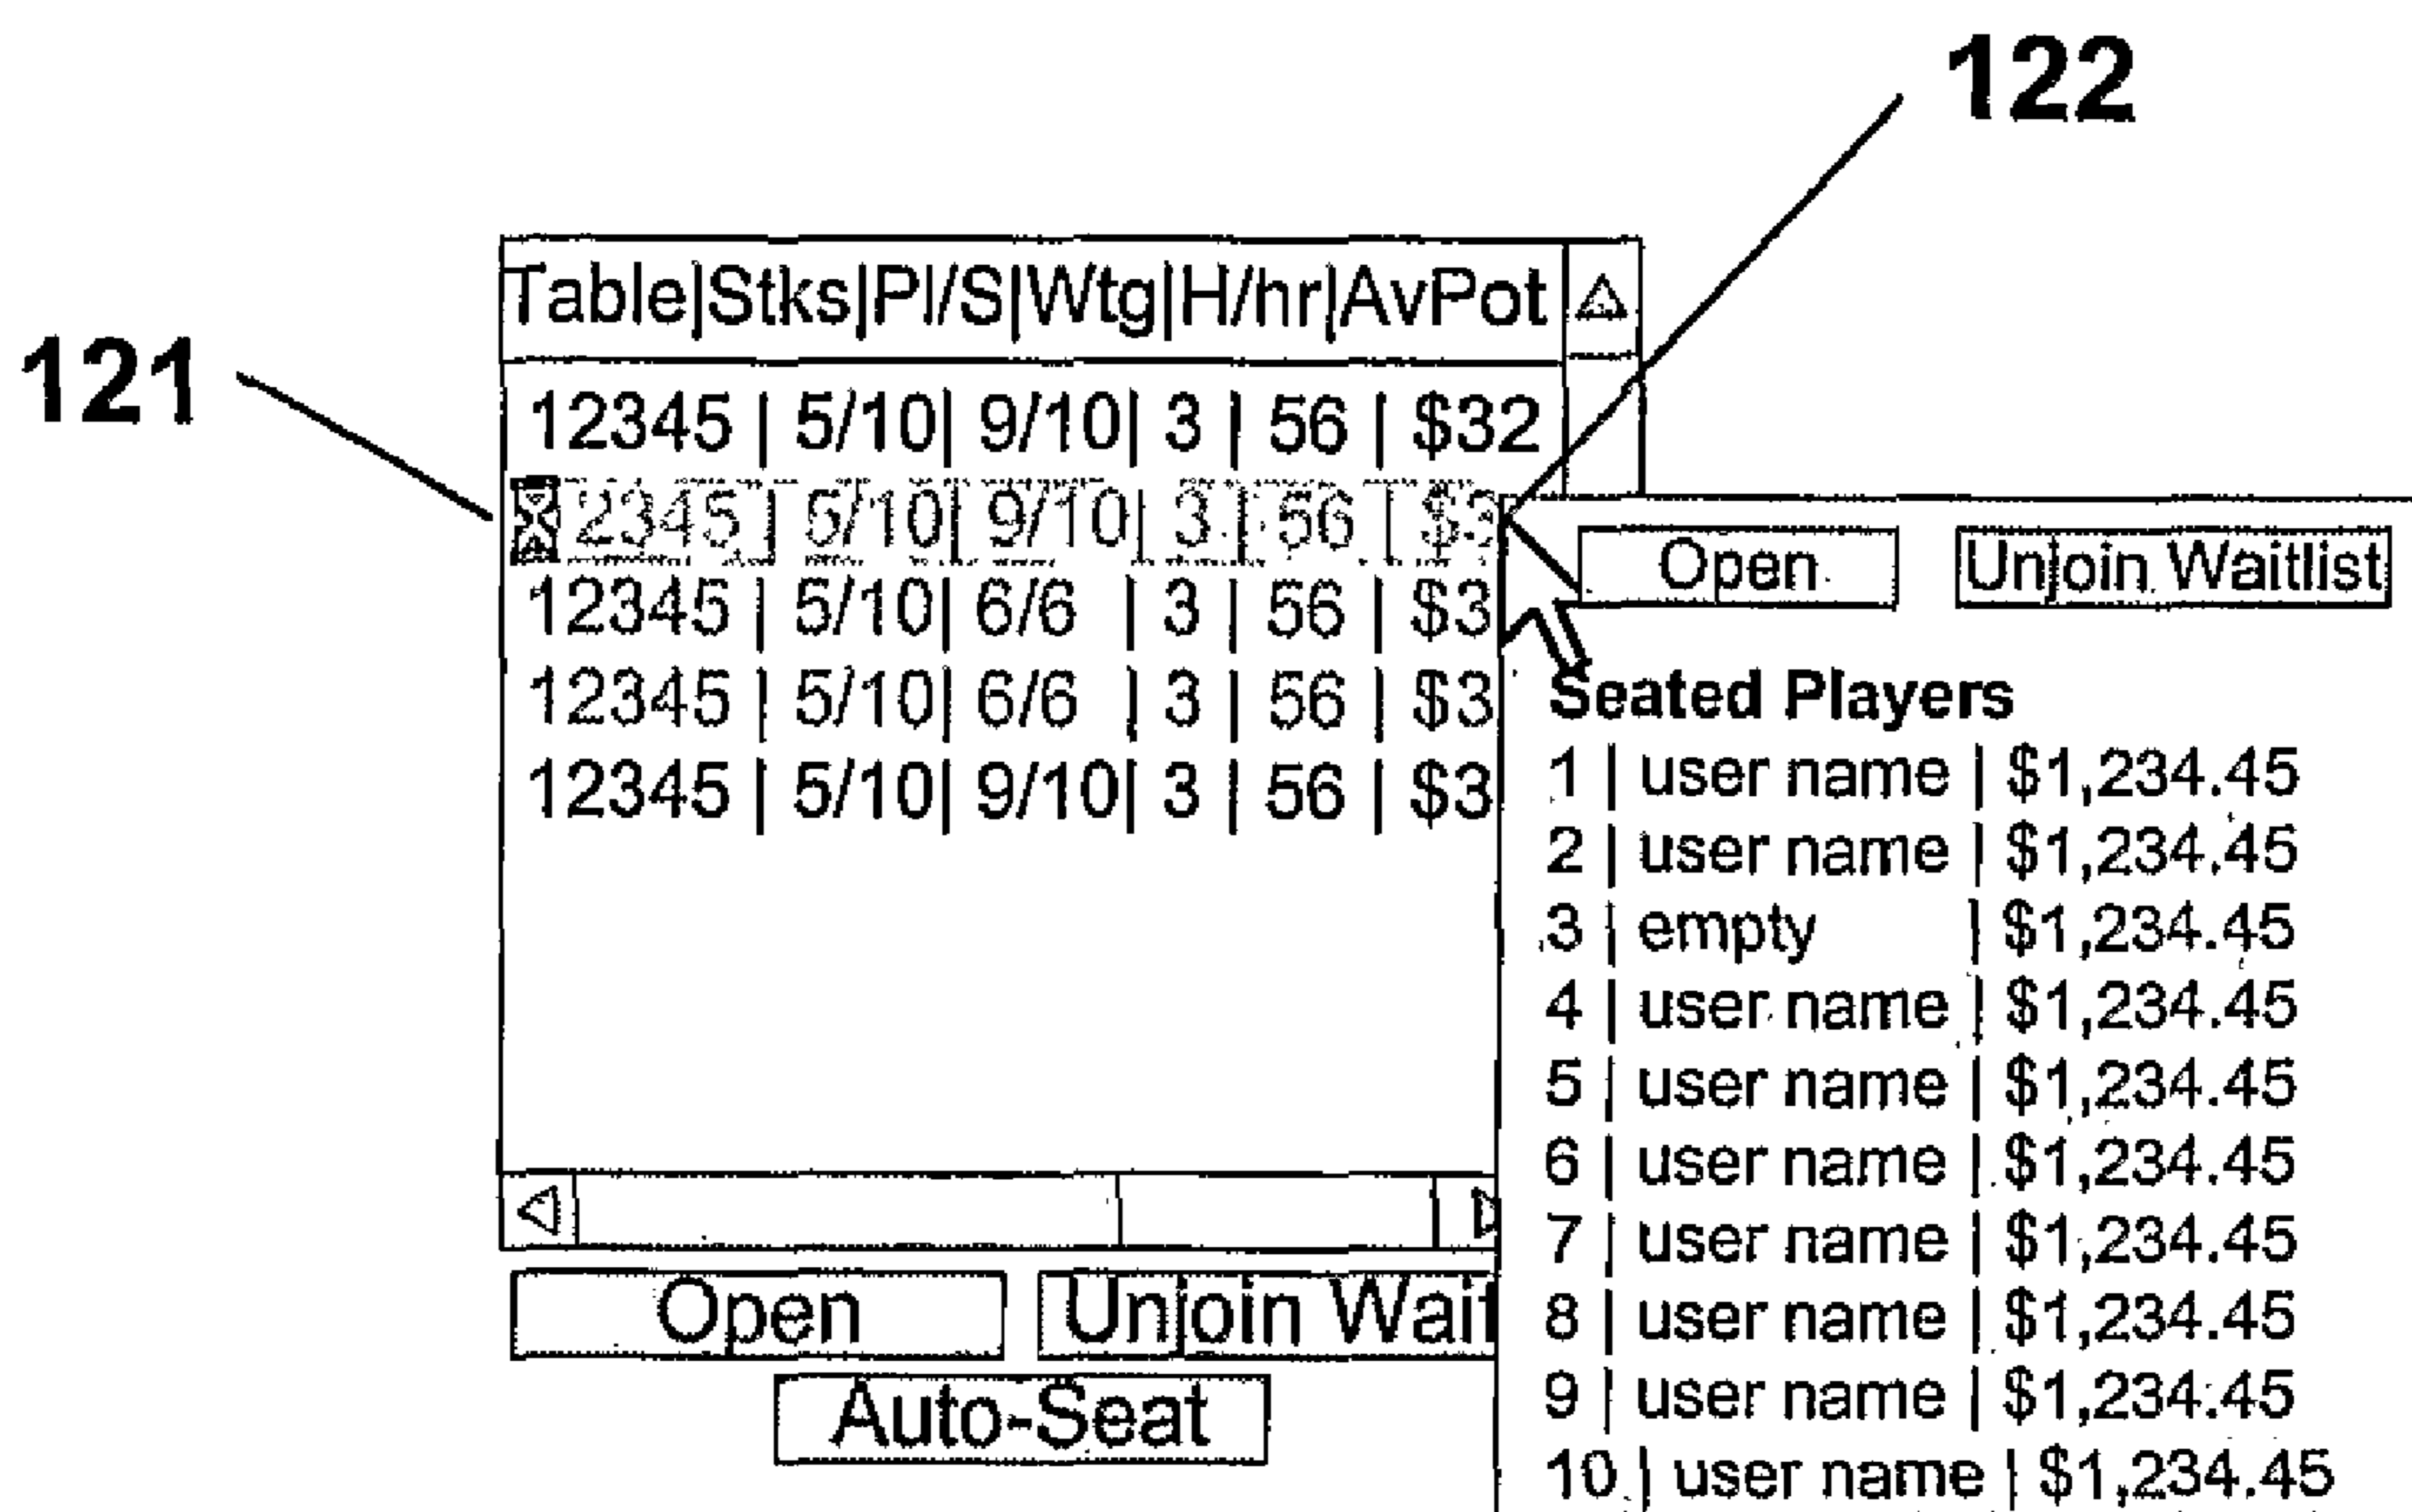 122
121
Table|Stks|Pl/S|Wtg|H/hr|AvPot
12345 | 5/10| 9/10| 3 | 56 | $32
2345 | 5/10| 9/10| 3 | 56 | $3
12345 | 5/10| 6/6 | 3 | 56 | $3
12345 | 5/10| 6/6 | 3 | 56 | $3
12345 | 5/10| 9/10| 3 | 56 | $3
Open
Unjoin Wait
Auto-Seat
Open
Unjoin Waitlist
Seated Players
1 | user name | $1,234.45
2 | user name | $1,234.45
3 | empty | $1,234.45
4 | user name | $1,234.45
5 | user name | $1,234.45
6 | user name | $1,234.45
7 | user name | $1,234.45
8 | user name | $1,234.45
9 | user name | $1,234.45
10 | user name | $1,234.45